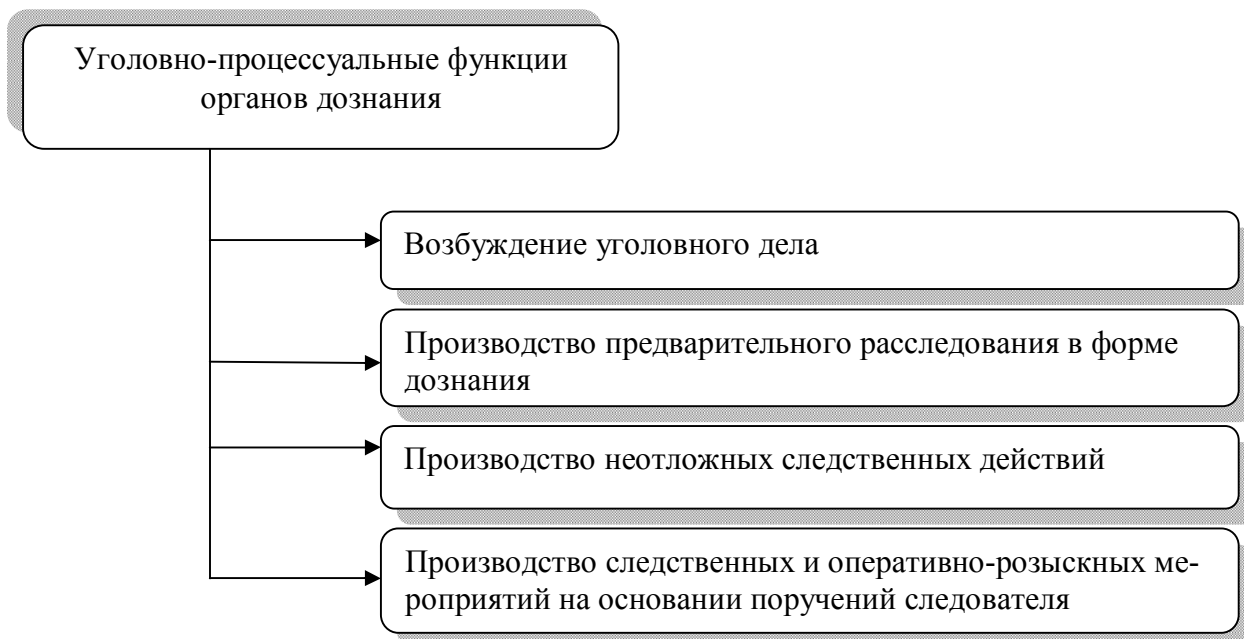 Уголовно-процессуальные функции
органов дознания
Возбуждение уголовного дела
Производство предварительного расследования в форме
дознания
Производство неотложных следственных действий
Производство следственных и оперативно-розыскных ме-
роприятий на основании поручений следователя